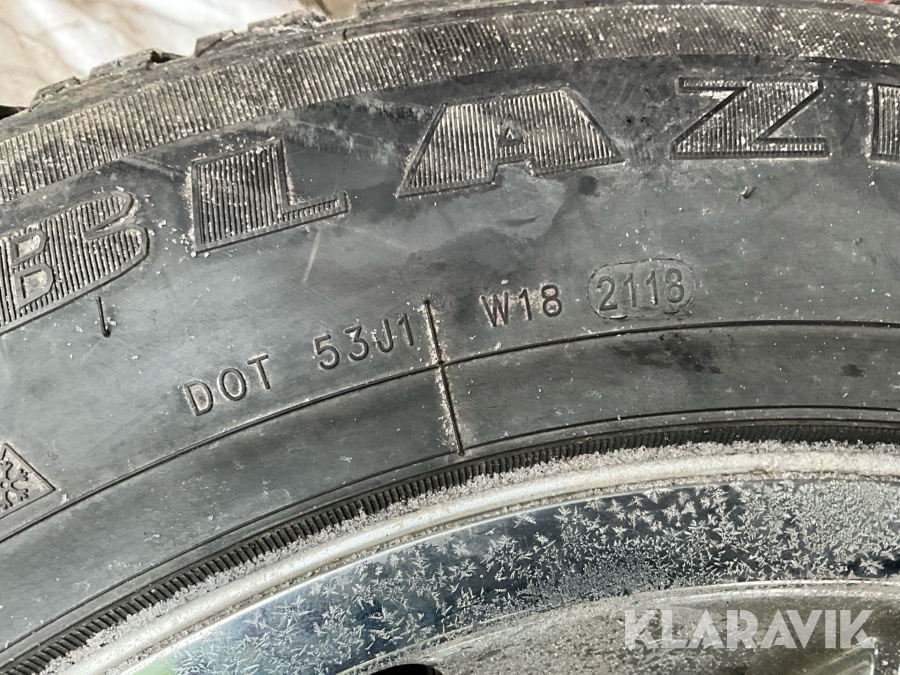 BLAZ
B
DOT 53J1 W18 2118
KLARAVIK